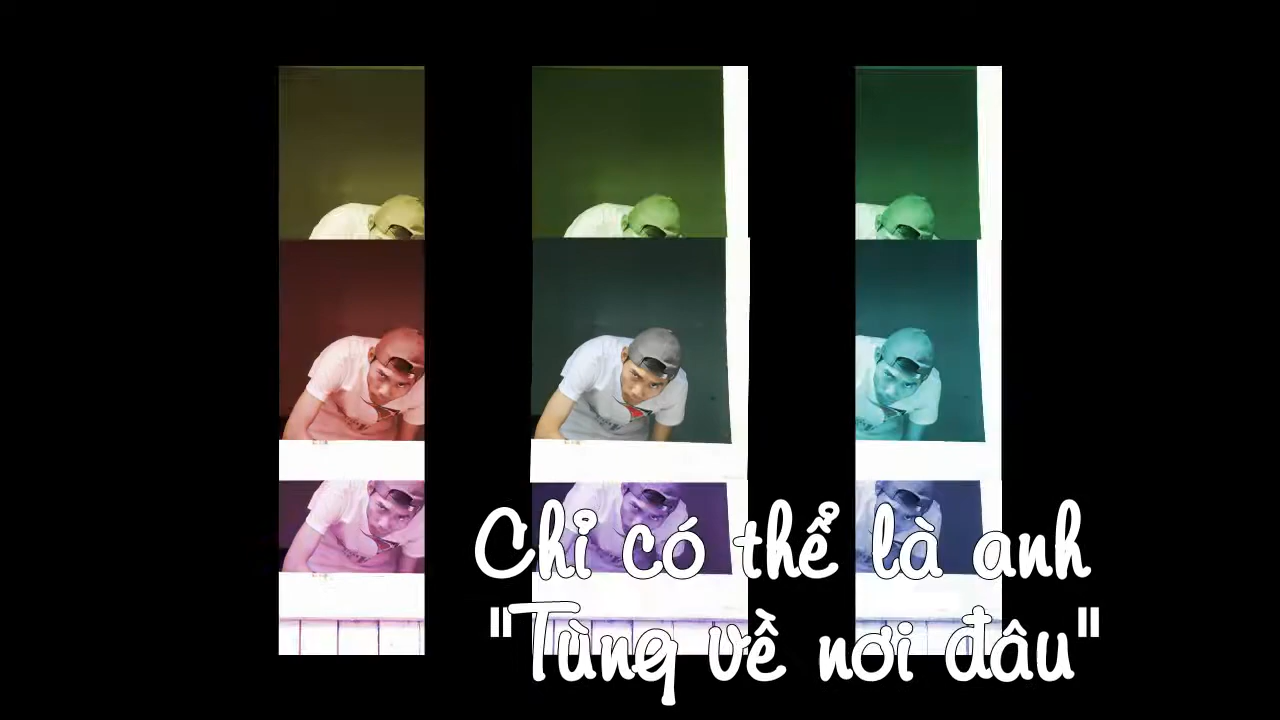 Chỉ có thể là anh
"Tùng về nơi đâu"